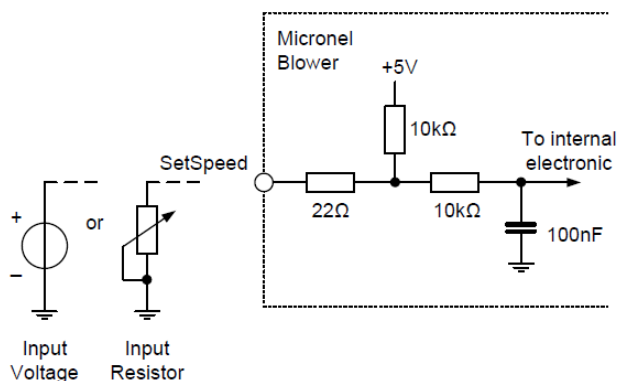 Micronel
Blower
+5V
10kΩ
To internal
electronic
SetSpeed
22Ω
10kΩ
100nF
+
or
–
Input
Voltage
Input
Resistor